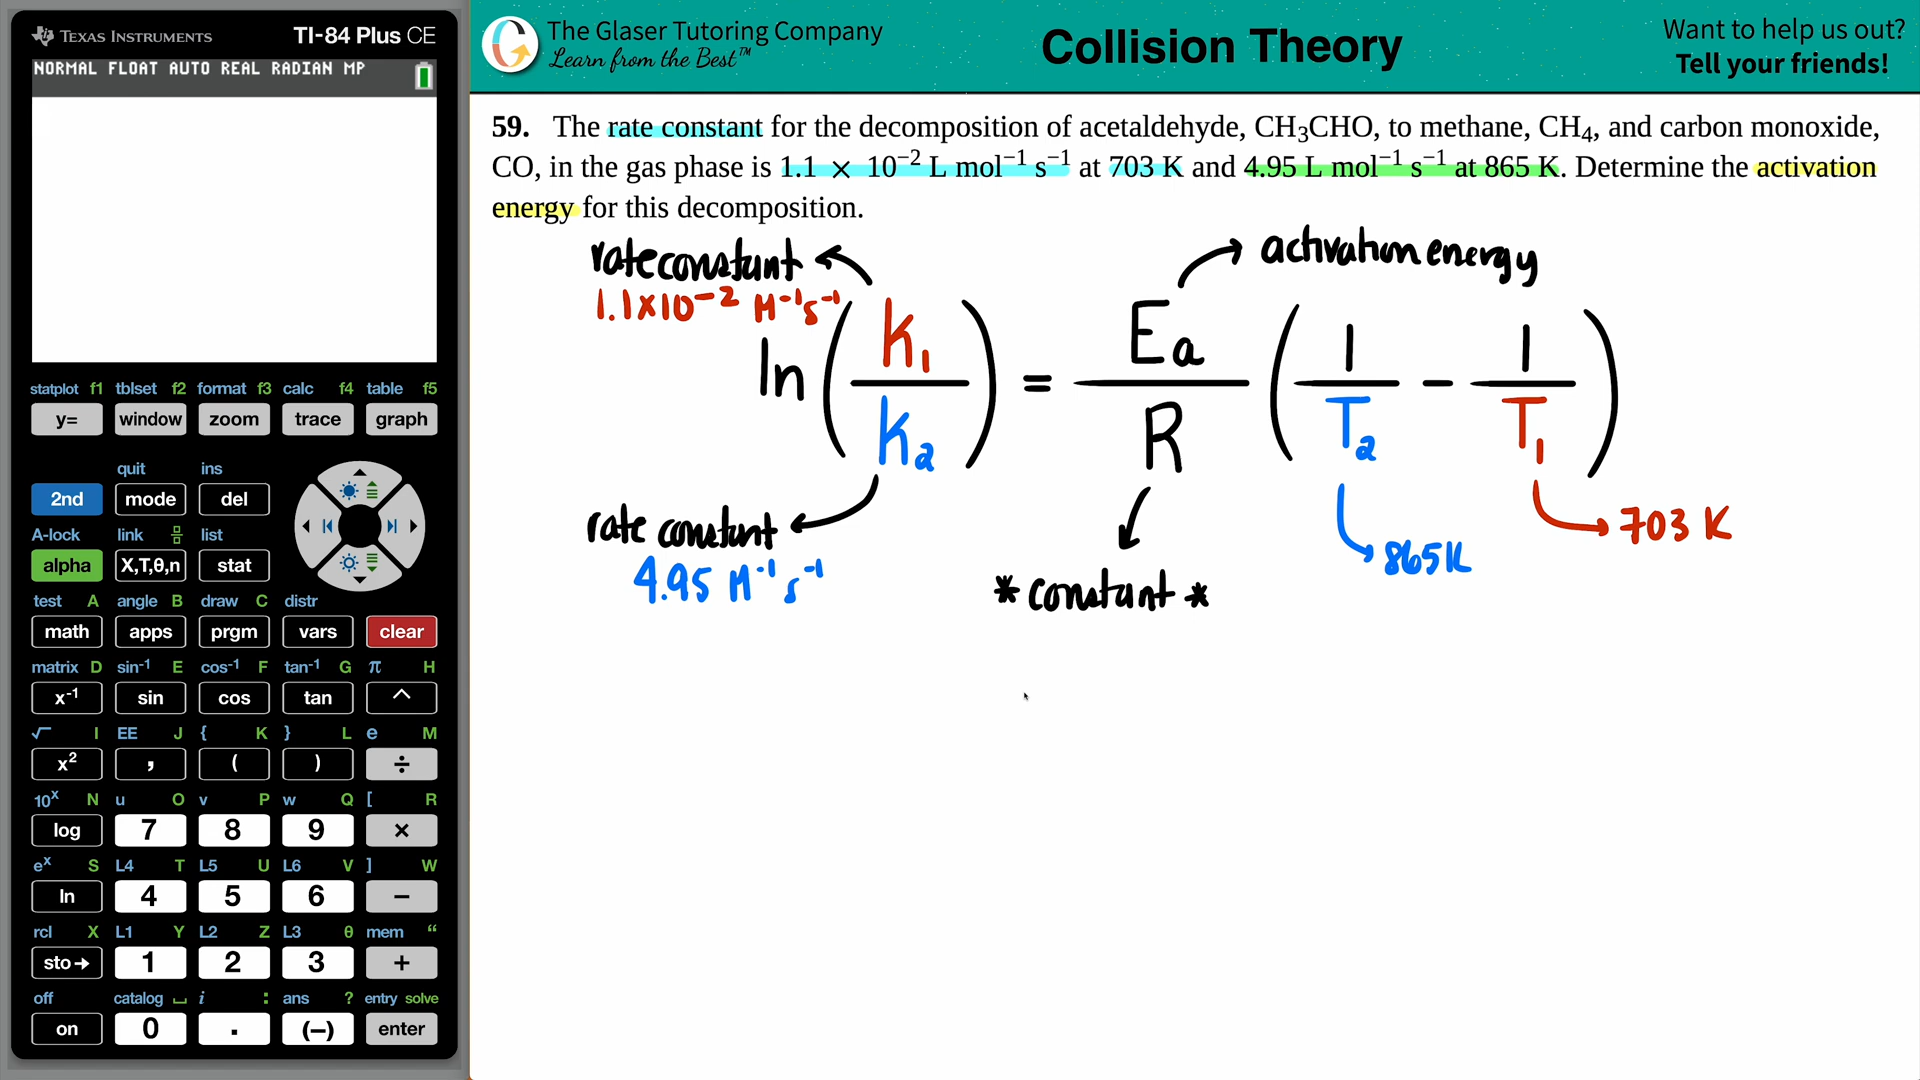 TEXAS INSTRUMENTS TI-84 Plus CE
NORMAL FLOAT AUTO REAL RADIAN MP
statplot f1 tblset f2 format f3 calc f4 table f5
y= window zoom trace graph
quit ins
2nd mode del
A-lock link list
alpha X,T,θ,n stat
test A angle B draw C distr
math apps prgm vars clear
matrix D sin⁻¹ E cos⁻¹ F tan⁻¹ G π H
x⁻¹ sin cos tan ^
√ I EE J { K } L e M
x² , ( ) ÷
10ˣ N u O v P w Q [ R
log 7 8 9 ×
eˣ S L4 T L5 U L6 V ] W
ln 4 5 6 −
rcl X L1 Y L2 Z L3 θ mem “
sto→ 1 2 3 +
off catalog ⎵ i : ans ? entry solve
on 0 . (−) enter
The Glaser Tutoring Company
Learn from the Best™
Collision Theory
Want to help us out?
Tell your friends!
59. The rate constant for the decomposition of acetaldehyde, CH₃CHO, to methane, CH₄, and carbon monoxide,
CO, in the gas phase is 1.1 × 10⁻² L mol⁻¹ s⁻¹ at 703 K and 4.95 L mol⁻¹ s⁻¹ at 865 K. Determine the activation
energy for this decomposition.
rate constant
1.1x10⁻² M⁻¹s⁻¹
activation energy
ln(K₁/K₂) = Ea/R (1/T₂ − 1/T₁)
rate constant
4.95 M⁻¹s⁻¹
*constant*
865K
703 K